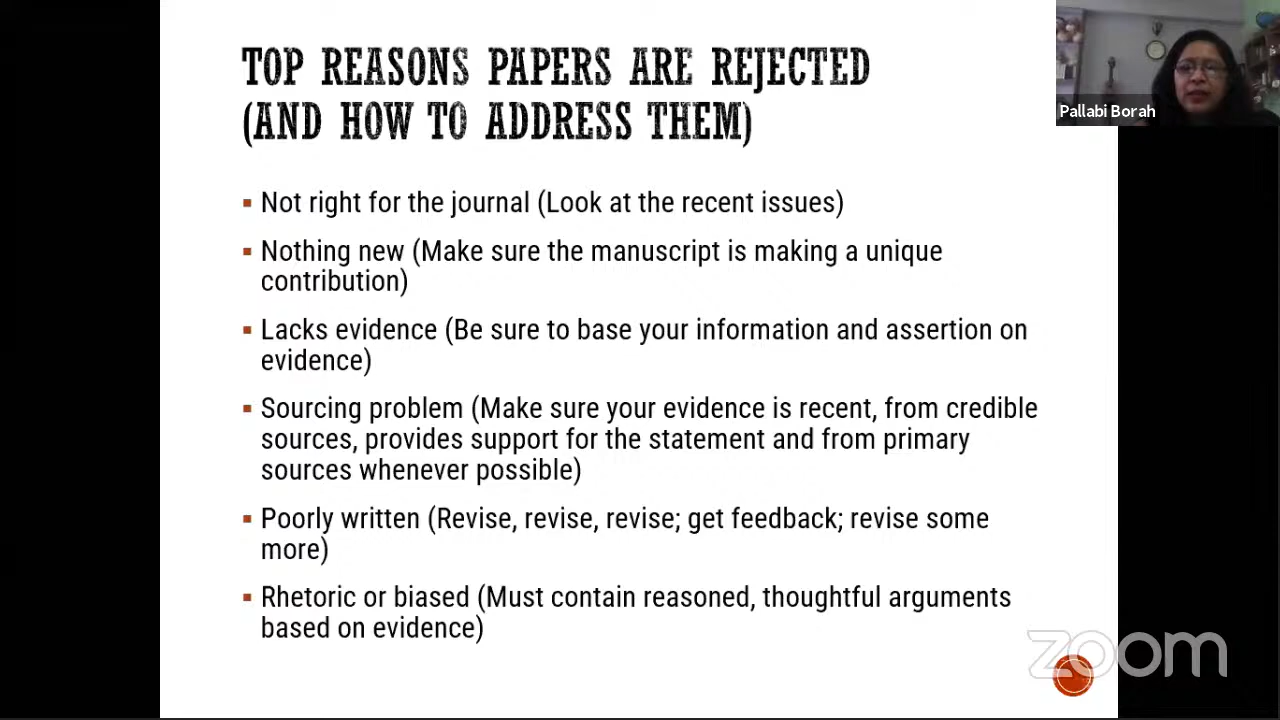 TOP REASONS PAPERS ARE REJECTED
(AND HOW TO ADDRESS THEM)
Pallabi Borah
▪ Not right for the journal (Look at the recent issues)
▪ Nothing new (Make sure the manuscript is making a unique
contribution)
▪ Lacks evidence (Be sure to base your information and assertion on
evidence)
▪ Sourcing problem (Make sure your evidence is recent, from credible
sources, provides support for the statement and from primary
sources whenever possible)
▪ Poorly written (Revise, revise, revise; get feedback; revise some
more)
▪ Rhetoric or biased (Must contain reasoned, thoughtful arguments
based on evidence)
zoom